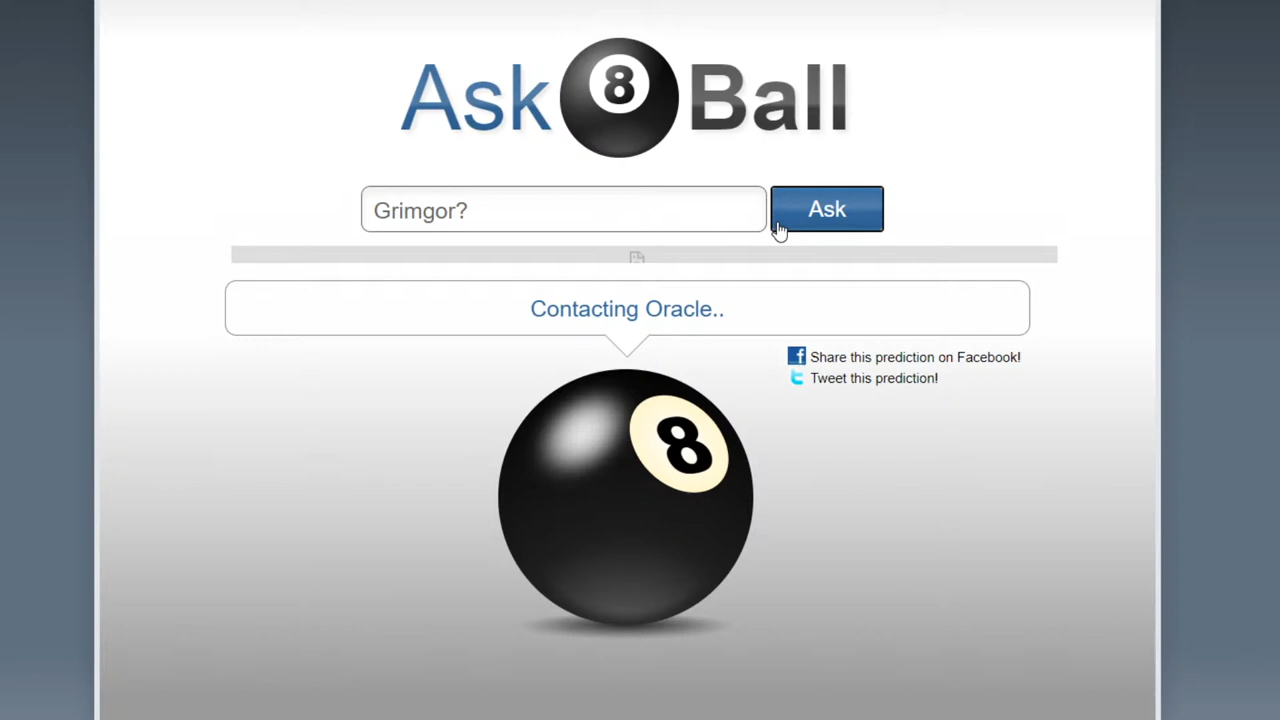 Ask 8 Ball
Grimgor?
Ask
Contacting Oracle..
f Share this prediction on Facebook!
t Tweet this prediction!
8